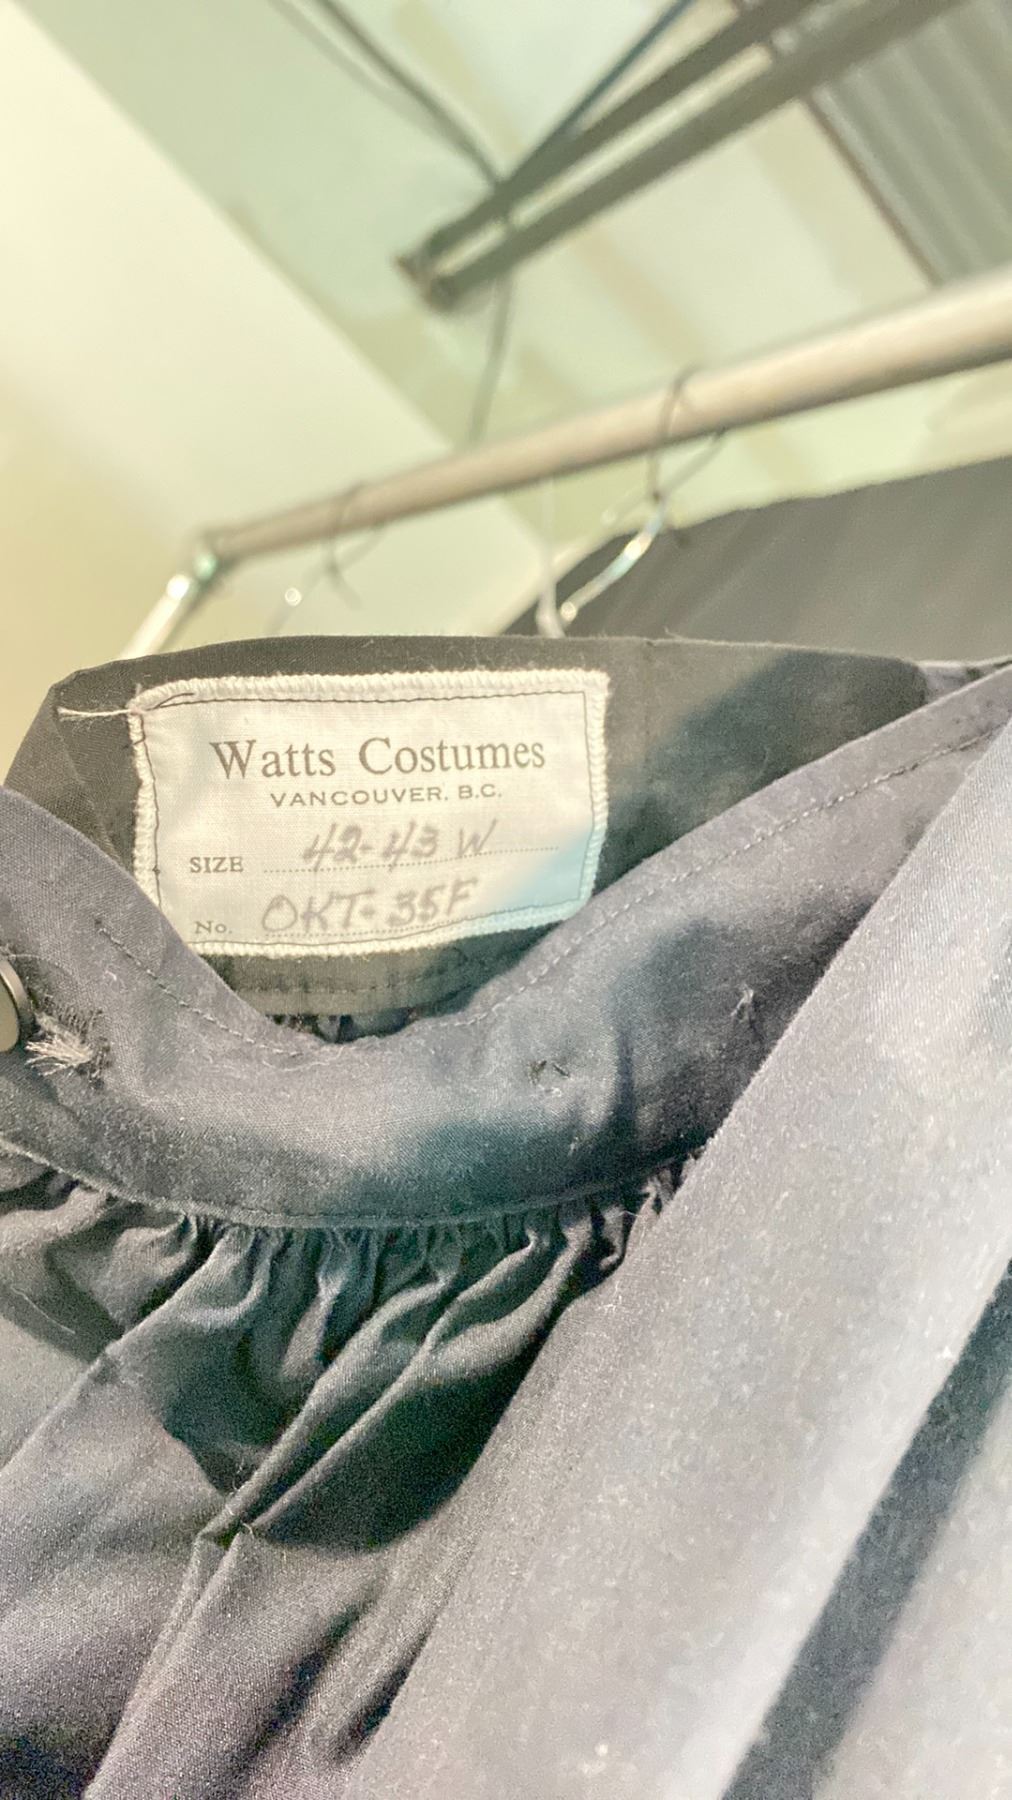 Watts Costumes
VANCOUVER, B.C.
SIZE 42-43 W
No. OKT-35F